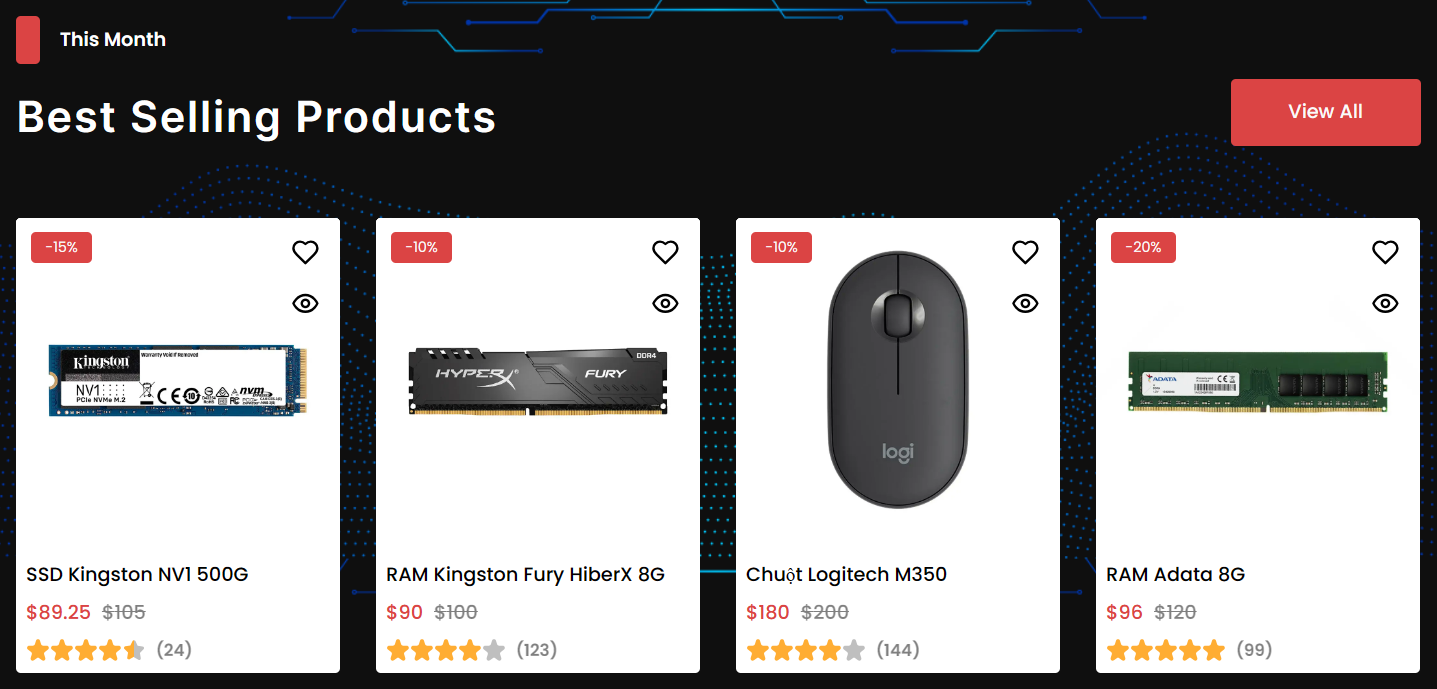 This Month
Best Selling Products
View All
-15%
Kingston
TECHNOLOGY
Warranty Void If Removed
NV1
PCIe NVMe M.2
nvm
EXPRESS
SSD Kingston NV1 500G
$89.25 $105
(24)
-10%
DDR4
HYPERX®
FURY
RAM Kingston Fury HiberX 8G
$90 $100
(123)
-10%
logi
Chuột Logitech M350
$180 $200
(144)
-20%
ADATA
RAM Adata 8G
$96 $120
(99)